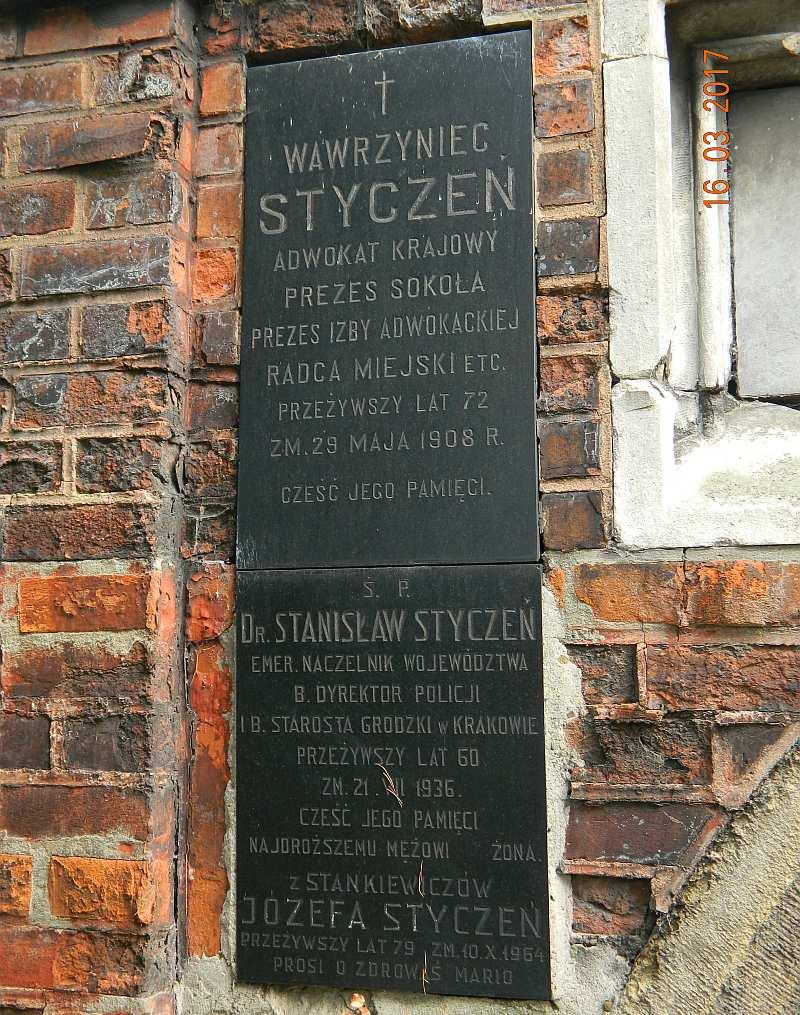 WAWRZYNIEC
STYCZEŃ
ADWOKAT KRAJOWY
PREZES SOKOŁA
PREZES IZBY ADWOKACKIEJ
RADCA MIEJSKI ETC.
PRZEŻYWSZY LAT 72
ZM. 29 MAJA 1908 R.
CZEŚĆ JEGO PAMIĘCI.
Ś. P.
DR. STANISŁAW STYCZEŃ
EMER. NACZELNIK WOJEWÓDZTWA
B. DYREKTOR POLICJI
I B. STAROSTA GRODZKI W KRAKOWIE
PRZEŻYWSZY LAT 60
ZM. 21. 1936.
CZEŚĆ JEGO PAMIĘCI
NAJDROŻSZEMU MĘŻOWI ŻONA.
Z STANKIEWICZÓW
JÓZEFA STYCZEŃ
PRZEŻYWSZY LAT 79 ZM. 10.X.1964
PROSI O ZDROWAŚ MARIO
16 03 2017